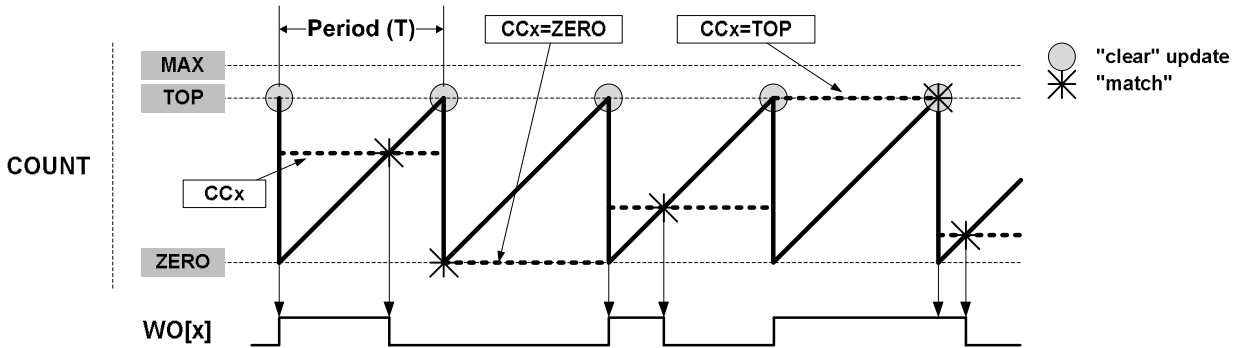 Period (T)
CCx=ZERO
CCx=TOP
MAX
TOP
"clear" update
"match"
COUNT
CCx
ZERO
WO[x]